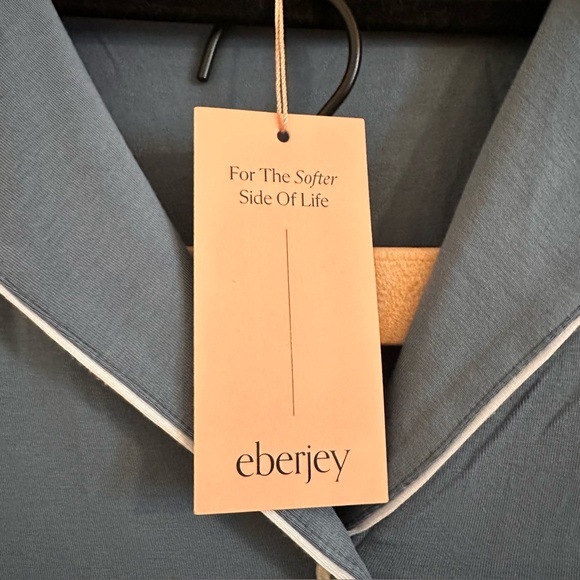 For The Softer
Side Of Life
eberjey